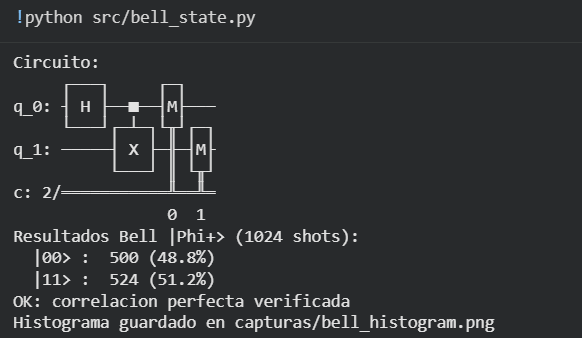 !python src/bell_state.py
Circuito:
     ┌───┐     ┌─┐
q_0: ┤ H ├──■──┤M├───
     └───┘┌─┴─┐└╥┘┌─┐
q_1: ─────┤ X ├─╫─┤M├
          └───┘ ║ └╥┘
c: 2/═══════════╩══╩═
                0  1
Resultados Bell |Phi+> (1024 shots):
  |00> :  500 (48.8%)
  |11> :  524 (51.2%)
OK: correlacion perfecta verificada
Histograma guardado en capturas/bell_histogram.png